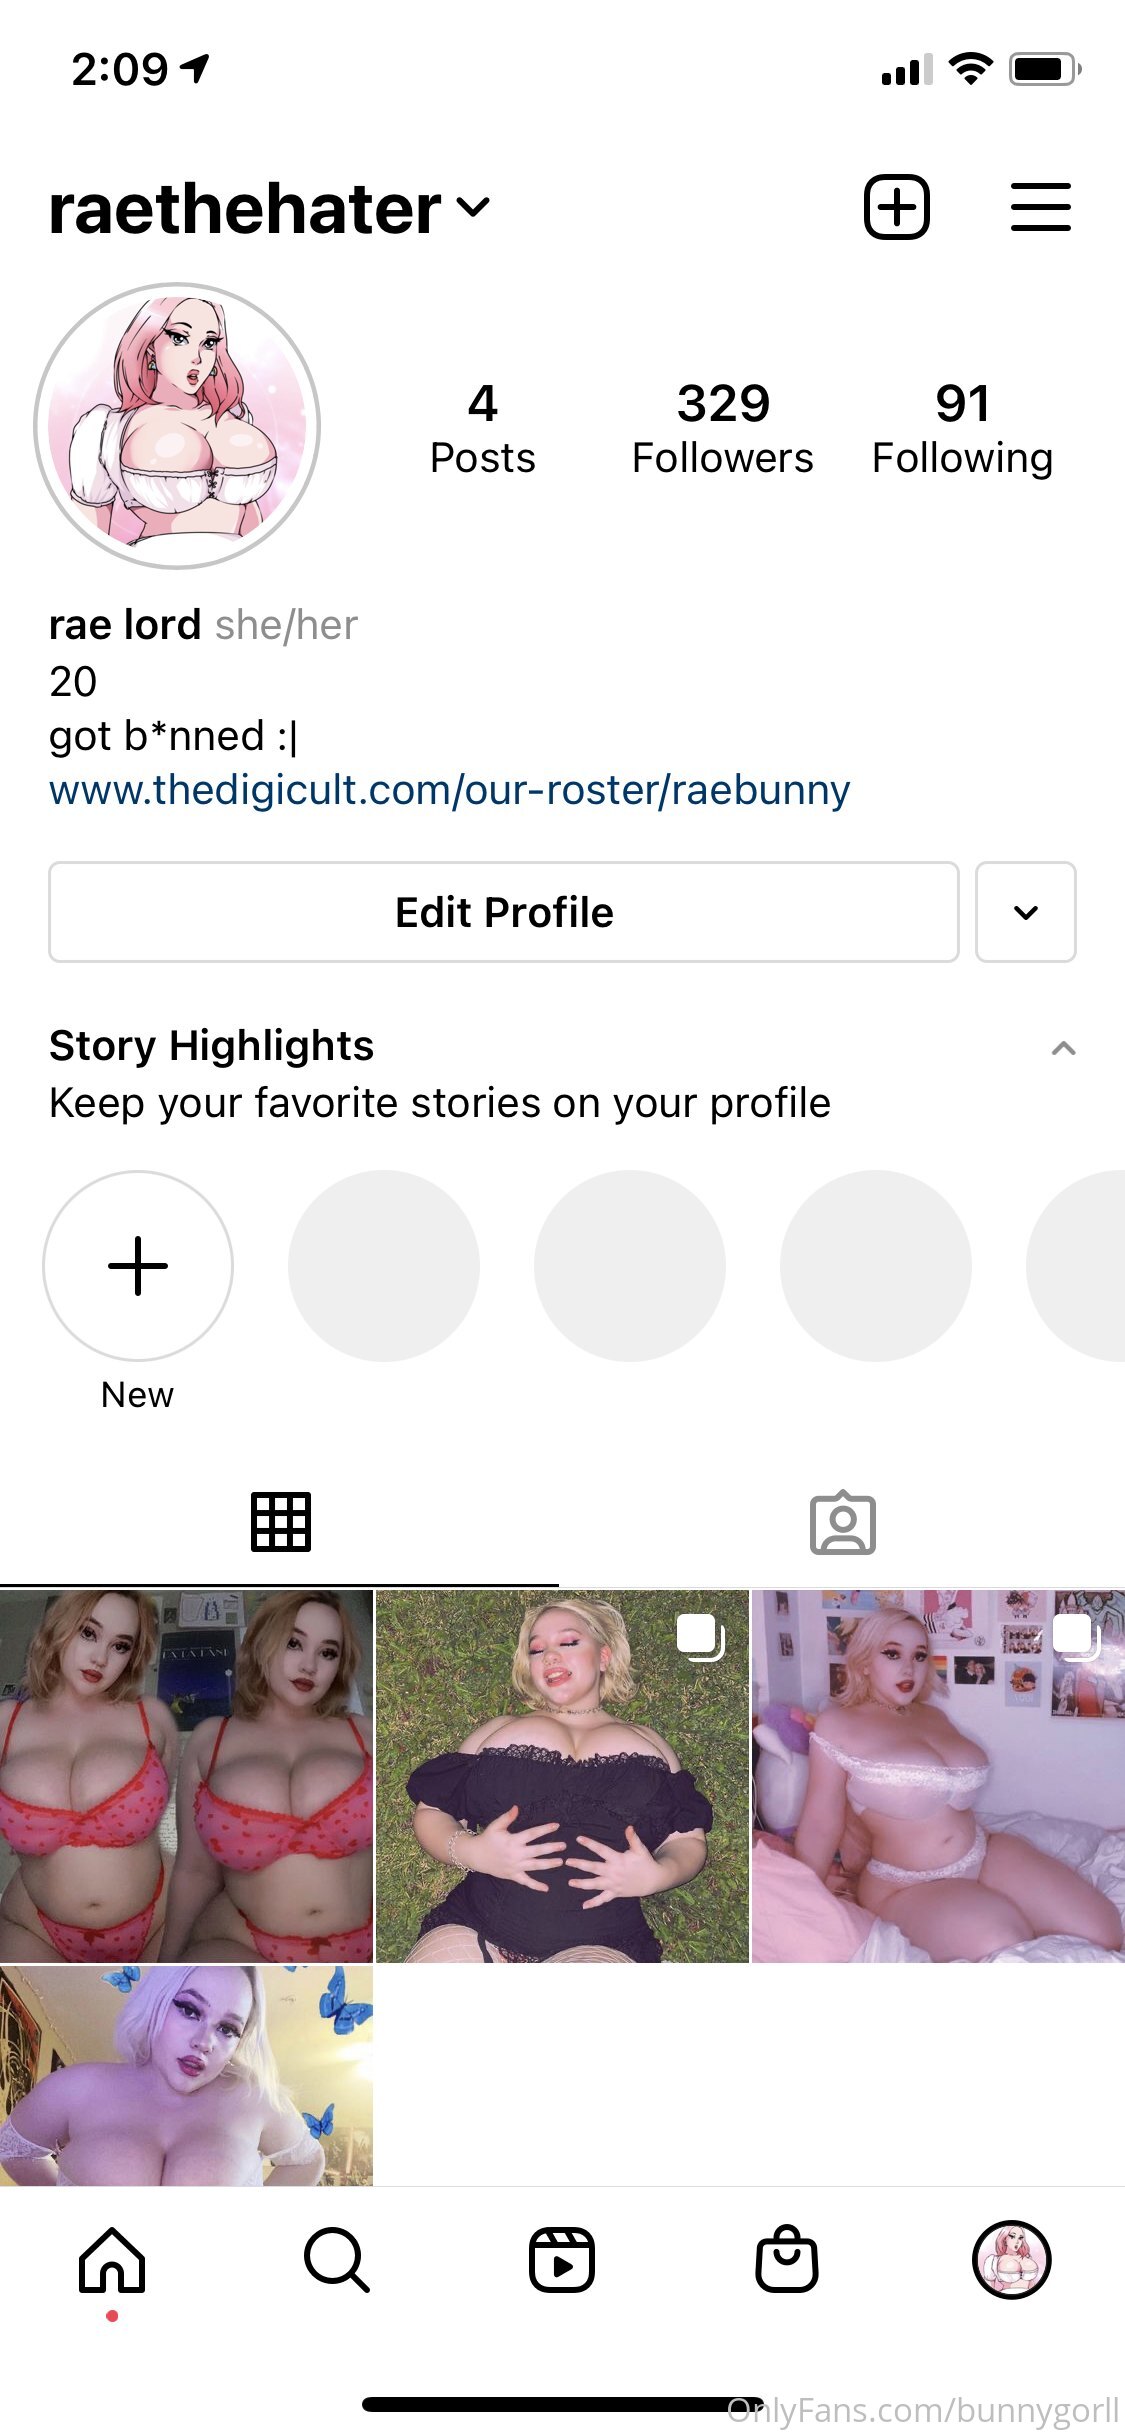 2:09
raethehater
4 329 91
Posts Followers Following
rae lord she/her
20
got b*nned :|
www.thedigicult.com/our-roster/raebunny
Edit Profile
Story Highlights
Keep your favorite stories on your profile
New
OnlyFans.com/bunnygorll